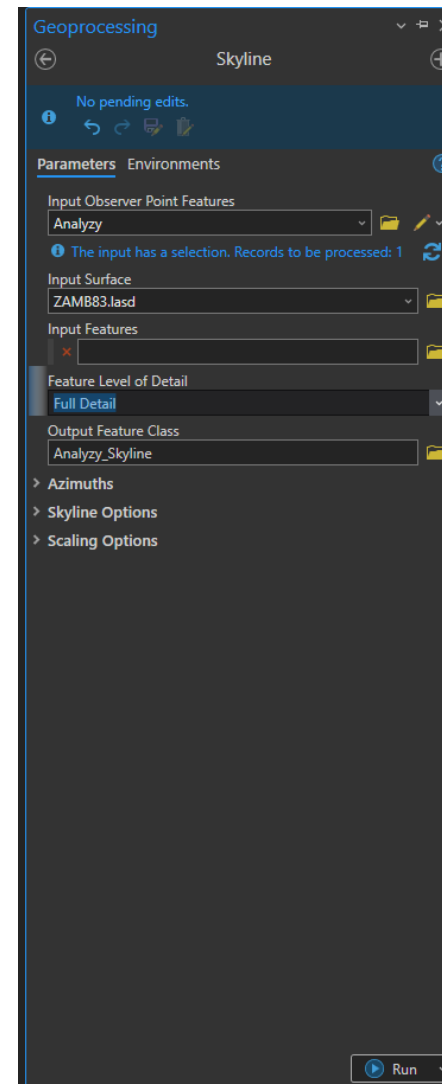 Geoprocessing
Skyline
No pending edits.
Parameters Environments
Input Observer Point Features
Analyzy
The input has a selection. Records to be processed: 1
Input Surface
ZAMB83.lasd
Input Features
Feature Level of Detail
Full Detail
Output Feature Class
Analyzy_Skyline
Azimuths
Skyline Options
Scaling Options
Run